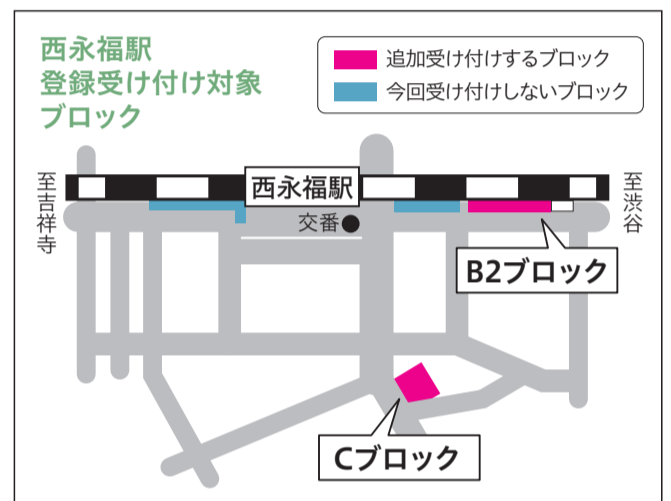 西永福駅
登録受け付け対象
ブロック
追加受け付けするブロック
今回受け付けしないブロック
至吉祥寺
西永福駅
至渋谷
交番
B2ブロック
Cブロック